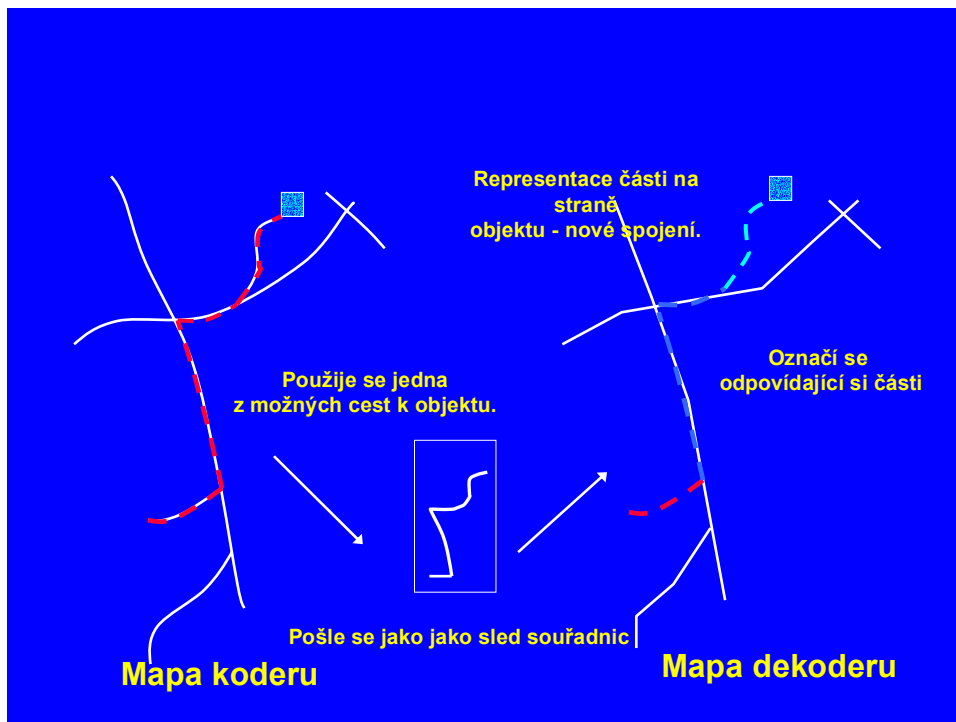 Representace části na
straně
objektu - nové spojení.
Označí se
odpovídající si části
Použije se jedna
z možných cest k objektu.
Pošle se jako jako sled souřadnic
Mapa koderu
Mapa dekoderu